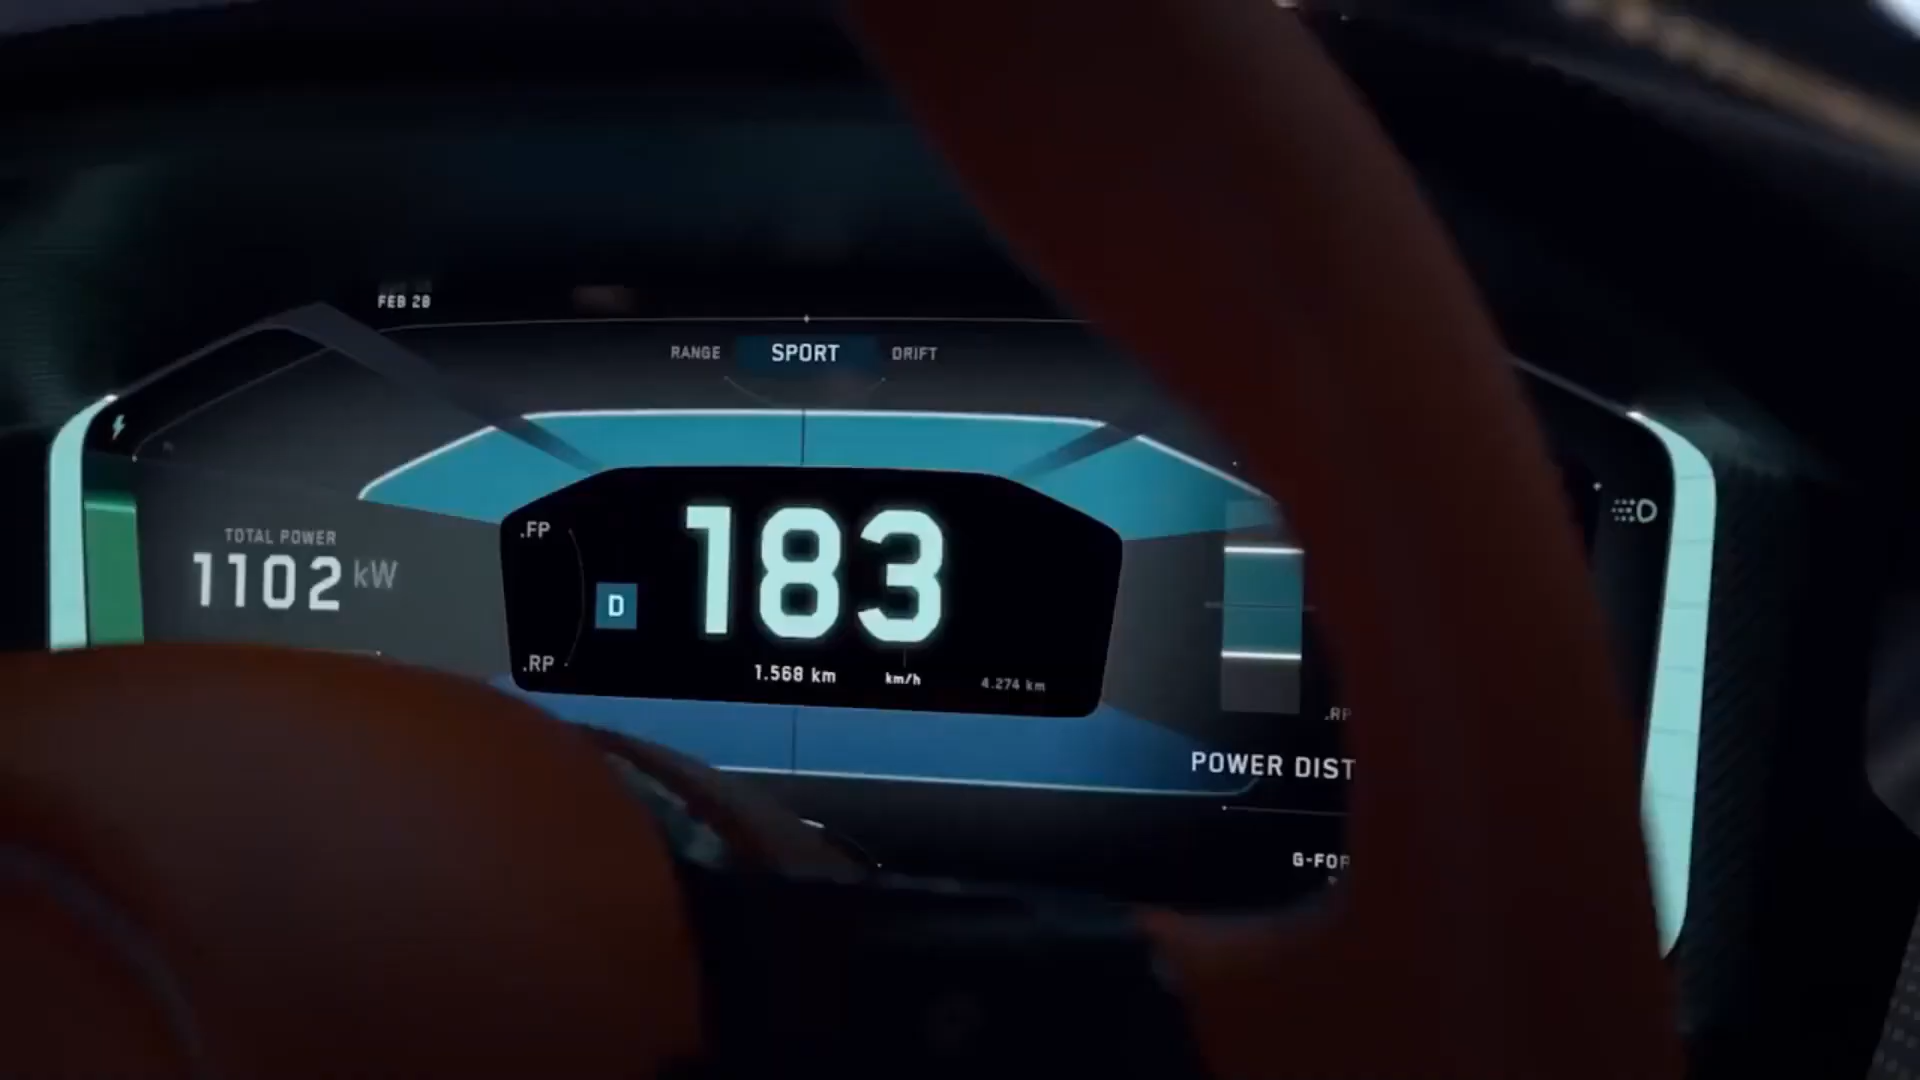 FEB 28
RANGE SPORT DRIFT
TOTAL POWER
1102 kW
.FP
D
183
.RP
1.568 km
km/h
4.274 km
.RP
POWER DIST
G-FOR